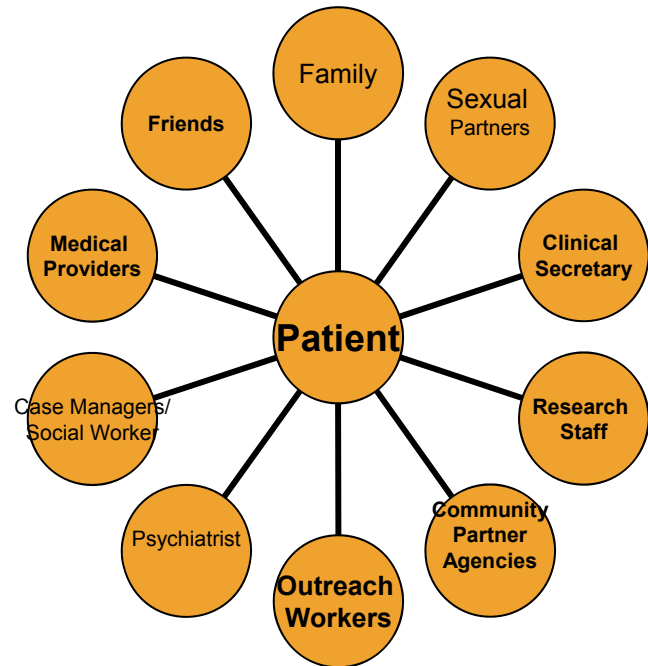 Family
Sexual
Partners
Friends
Medical
Providers
Clinical
Secretary
Patient
Case Managers/
Social Worker
Research
Staff
Psychiatrist
Community
Partner
Agencies
Outreach
Workers